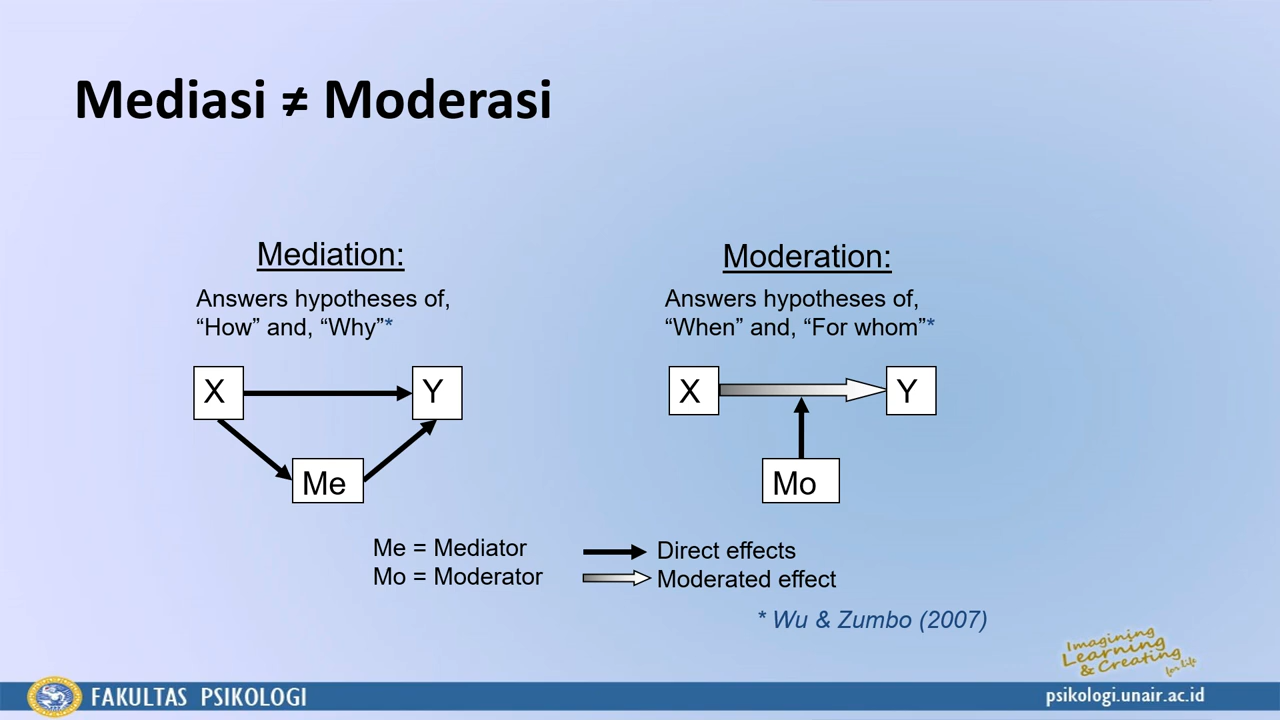 Mediasi ≠ Moderasi
Mediation:
Answers hypotheses of,
“How” and, “Why”*
X
Y
Me
Moderation:
Answers hypotheses of,
“When” and, “For whom”*
X
Y
Mo
Me = Mediator
Mo = Moderator
Direct effects
Moderated effect
* Wu & Zumbo (2007)
Imagining
Learning
& Creating
for life
FAKULTAS PSIKOLOGI
psikologi.unair.ac.id